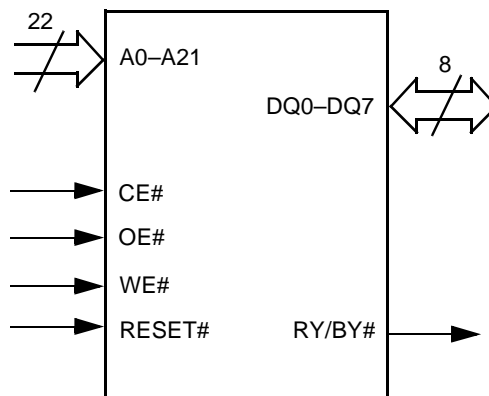 22
A0–A21
8
DQ0–DQ7
CE#
OE#
WE#
RESET#
RY/BY#